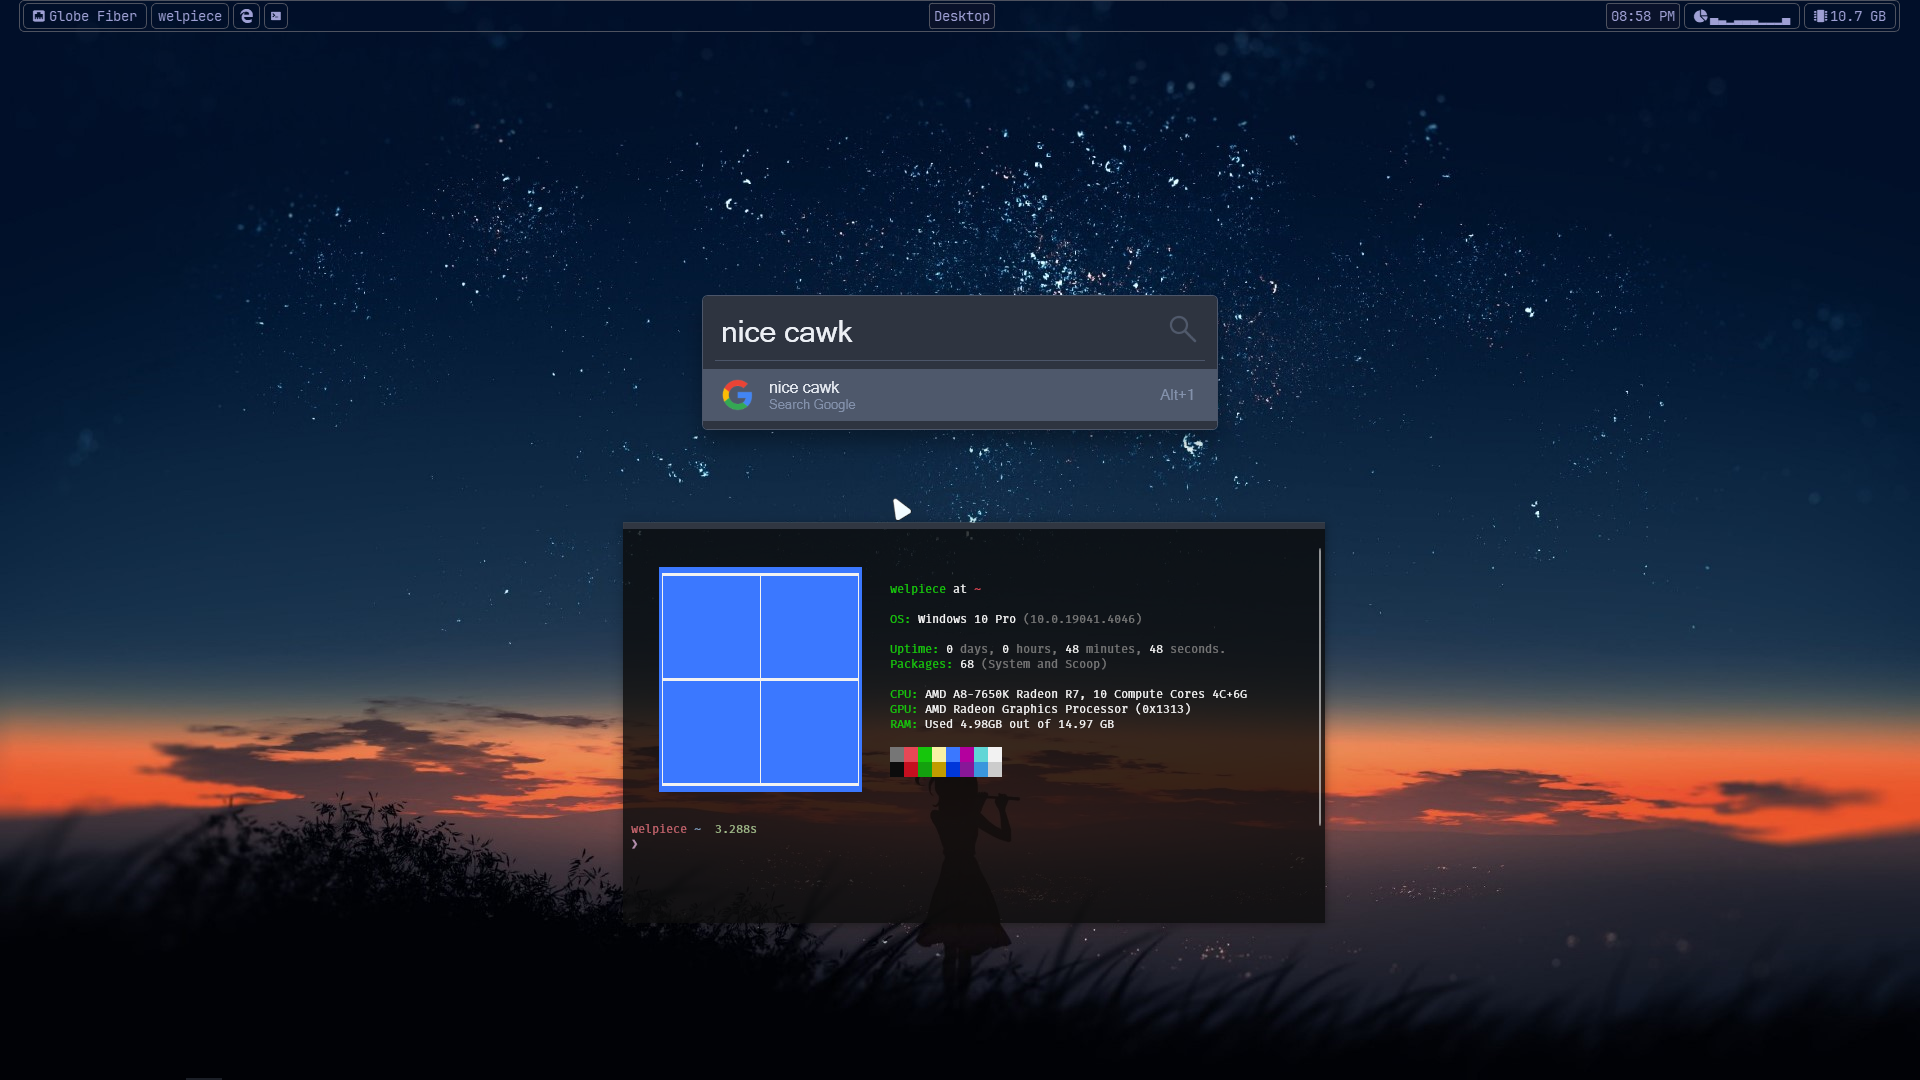 Globe Fiber welpiece Desktop 08:58 PM 10.7 GB
nice cawk
nice cawk
Search Google
Alt+1
welpiece at ~
OS: Windows 10 Pro (10.0.19041.4046)
Uptime: 0 days, 0 hours, 48 minutes, 48 seconds.
Packages: 68 (System and Scoop)
CPU: AMD A8-7650K Radeon R7, 10 Compute Cores 4C+6G
GPU: AMD Radeon Graphics Processor (0x1313)
RAM: Used 4.98GB out of 14.97 GB
welpiece ~ 3.288s
❯